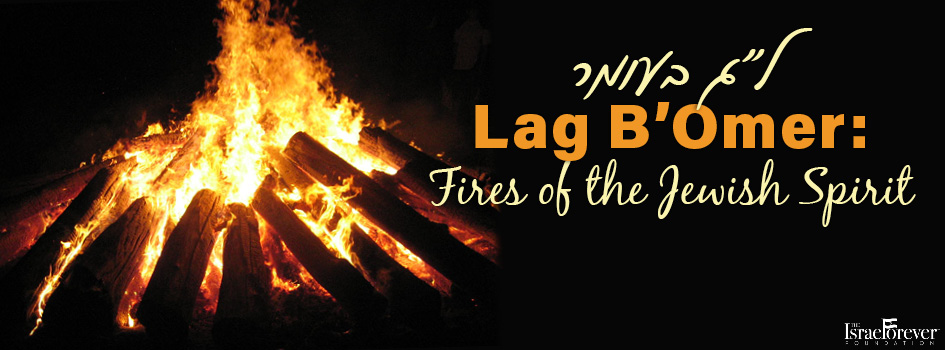 ל"ג בעומר
Lag B'Omer:
Fires of the Jewish Spirit
THE
IsraelForever
FOUNDATION